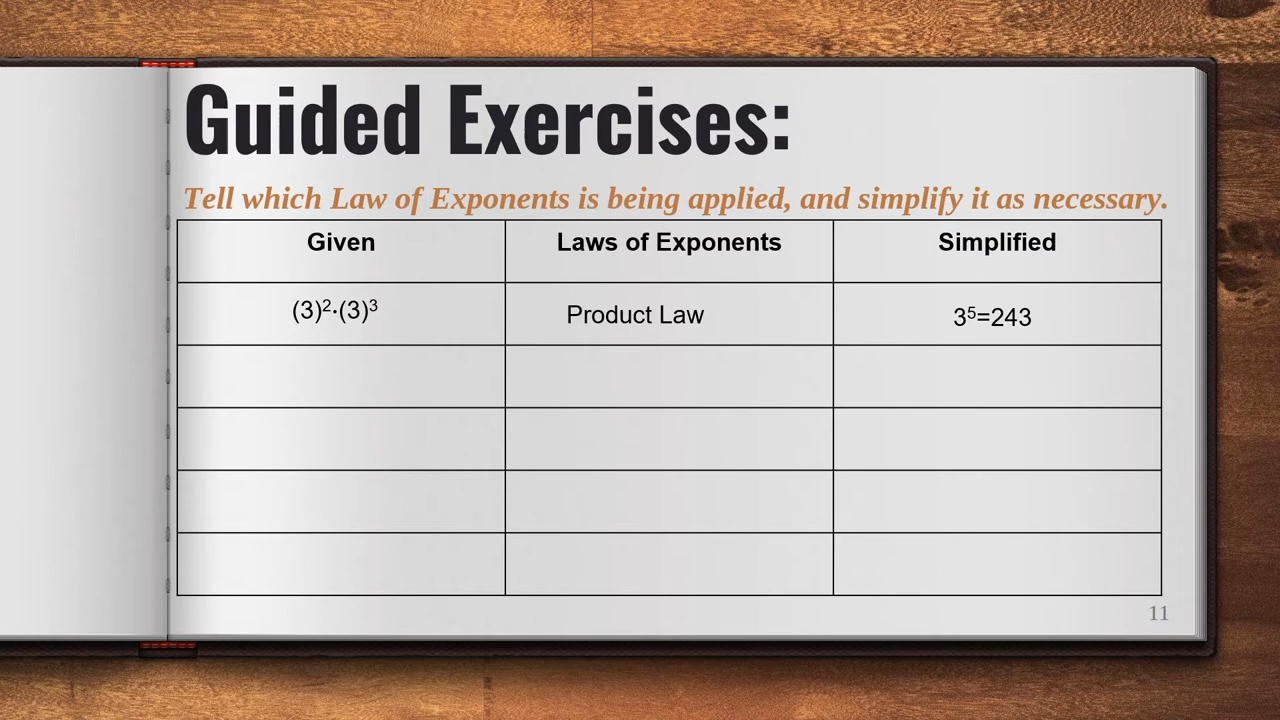 Guided Exercises:
Tell which Law of Exponents is being applied, and simplify it as necessary.
Given Laws of Exponents Simplified
(3)²·(3)³ Product Law 3⁵=243
11